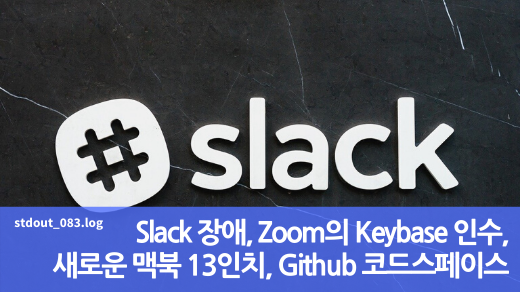 slack
stdout_083.log
Slack 장애, Zoom의 Keybase 인수,
새로운 맥북 13인치, Github 코드스페이스